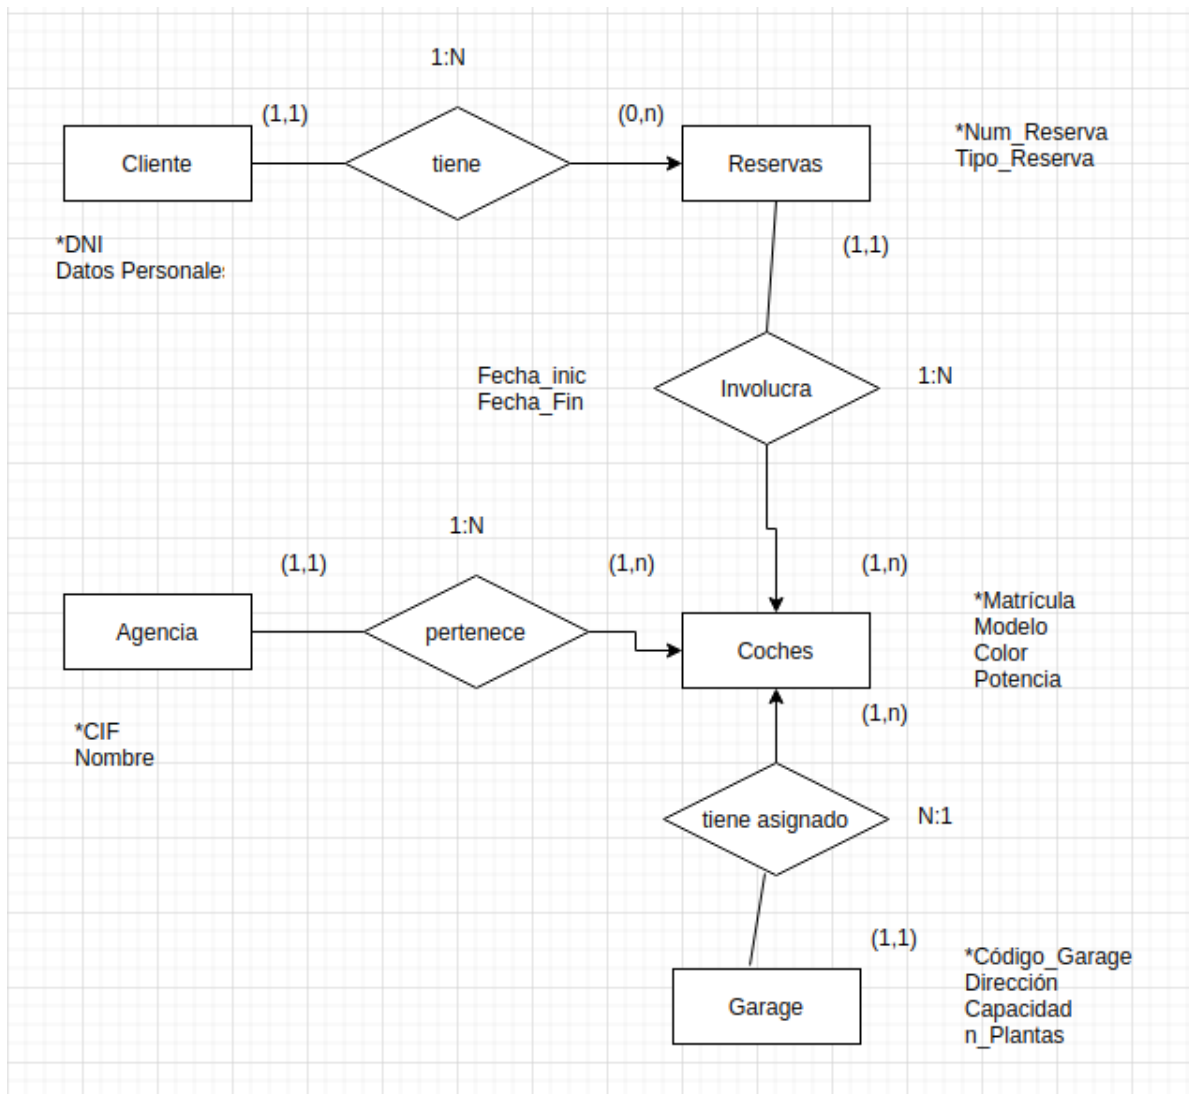 1:N
(1,1)
(0,n)
Cliente
tiene
Reservas
*Num_Reserva
Tipo_Reserva
*DNI
Datos Personales
(1,1)
Fecha_inic
Fecha_Fin
Involucra
1:N
1:N
(1,1)
(1,n)
(1,n)
Agencia
pertenece
Coches
*Matrícula
Modelo
Color
Potencia
*CIF
Nombre
(1,n)
tiene asignado
N:1
(1,1)
Garage
*Código_Garage
Dirección
Capacidad
n_Plantas